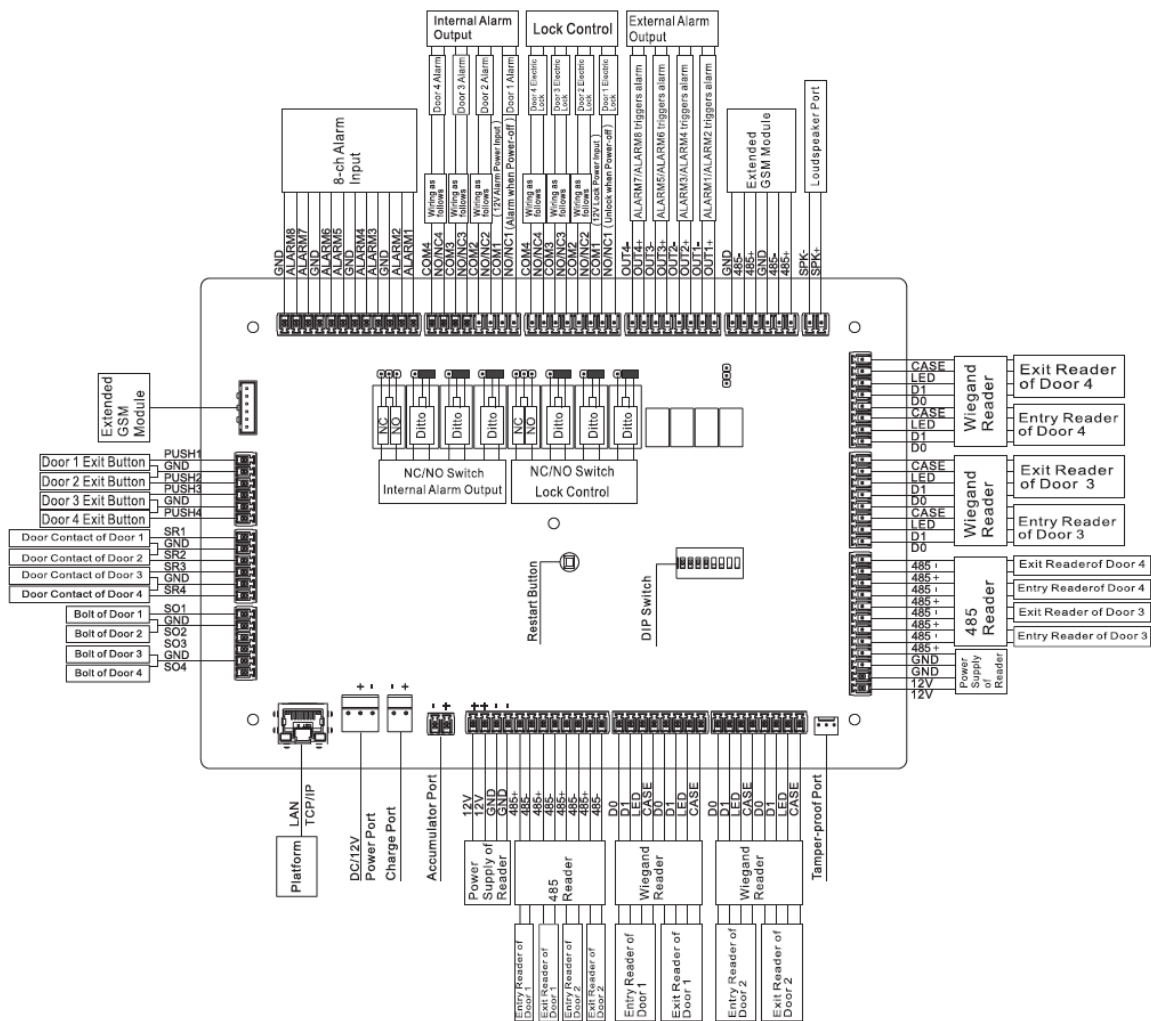 Internal Alarm
Output
Lock Control
External Alarm
Output
Door 4 Alarm
Door 3 Alarm
Door 2 Alarm
Door 1 Alarm
(12V Alarm Power Input)
(Alarm when Power-off)
Door 4 Electric
Lock
Door 3 Electric
Lock
Door 2 Electric
Lock
Door 1 Electric
Lock
(12V Lock Power Input)
(Unlock when Power-off)
ALARM7/ALARM8 triggers alarm
ALARM5/ALARM6 triggers alarm
ALARM3/ALARM4 triggers alarm
ALARM1/ALARM2 triggers alarm
Extended
GSM Module
Loudspeaker Port
8-ch Alarm
Input
Wiring as
follows
Wiring as
follows
Wiring as
follows
Wiring as
follows
Wiring as
follows
Wiring as
follows
GND
ALARM8
ALARM7
GND
ALARM6
ALARM5
GND
ALARM4
ALARM3
GND
ALARM2
ALARM1
COM4
NO/NC4
COM3
NO/NC3
COM2
NO/NC2
COM1
NO/NC1
COM4
NO/NC4
COM3
NO/NC3
COM2
NO/NC2
COM1
NO/NC1
OUT4-
OUT4+
OUT3-
OUT3+
OUT2-
OUT2+
OUT1-
OUT1+
GND
485-
485+
GND
485-
485+
SPK-
SPK+
Extended
GSM Module
NC
NO
Ditto
Ditto
Ditto
NC
NO
Ditto
Ditto
Ditto
NC/NO Switch
Internal Alarm Output
NC/NO Switch
Lock Control
Door 1 Exit Button
Door 2 Exit Button
Door 3 Exit Button
Door 4 Exit Button
PUSH1
GND
PUSH2
PUSH3
GND
PUSH4
Door Contact of Door 1
Door Contact of Door 2
Door Contact of Door 3
Door Contact of Door 4
SR1
GND
SR2
SR3
GND
SR4
Bolt of Door 1
Bolt of Door 2
Bolt of Door 3
Bolt of Door 4
SO1
GND
SO2
SO3
GND
SO4
Restart Button
DIP Switch
CASE
LED
D1
D0
CASE
LED
D1
D0
Wiegand
Reader
Exit Reader
of Door 4
Entry Reader
of Door 4
CASE
LED
D1
D0
CASE
LED
D1
D0
Wiegand
Reader
Exit Reader
of Door 3
Entry Reader
of Door 3
485 -
485 +
485 -
485 +
485 -
485 +
485 -
485 +
485
Reader
Exit Readerof Door 4
Entry Readerof Door 4
Exit Readerof Door 3
Entry Reader of Door 3
GND
GND
12V
12V
Power
Supply
of
Reader
+ -
- +
- +
+ + - -
LAN
TCP/IP
Platform
DC/12V
Power Port
Charge Port
Accumulator Port
12V
12V
GND
GND
485+
485-
485+
485-
485+
485-
485+
485-
D0
D1
LED
CASE
D0
D1
LED
CASE
D0
D1
LED
CASE
D0
D1
LED
CASE
Tamper-proof Port
Power
Supply of
Reader
485
Reader
Wiegand
Reader
Wiegand
Reader
Entry Reader of
Door 1
Exit Reader of
Door 1
Entry Reader of
Door 2
Exit Reader of
Door 2
Entry Reader of
Door 1
Exit Reader of
Door 1
Entry Reader of
Door 2
Exit Reader of
Door 2